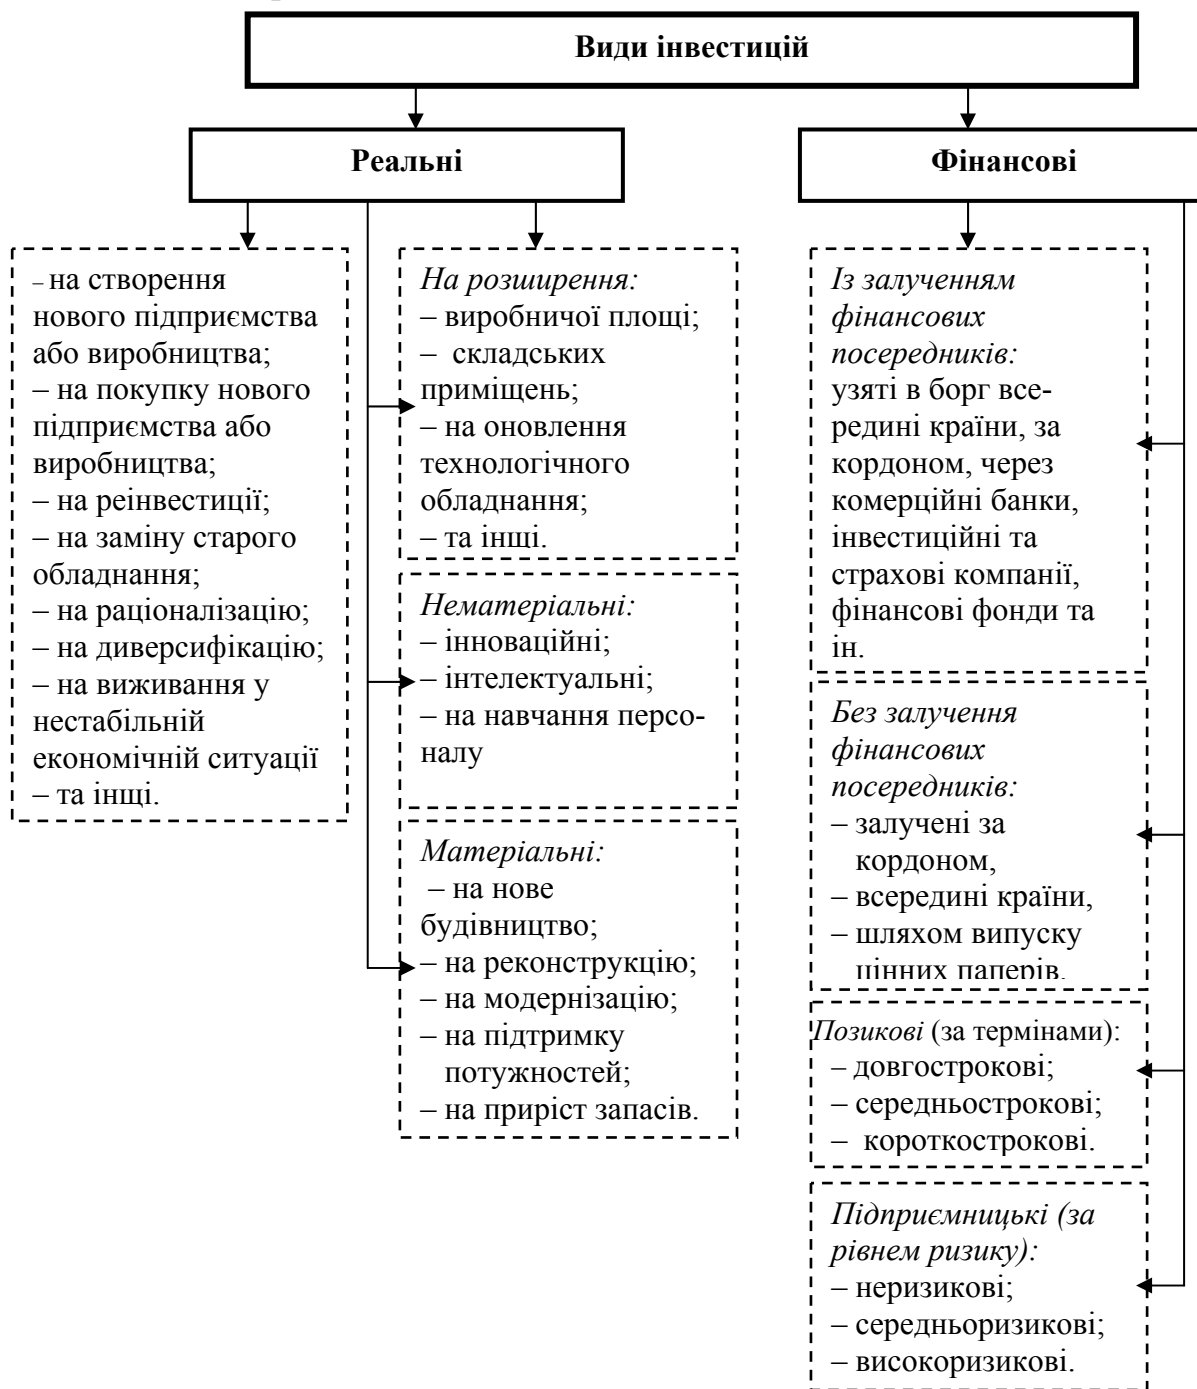 Види інвестицій
Реальні
Фінансові
– на створення
нового підприємства
або виробництва;
– на покупку нового
підприємства або
виробництва;
– на реінвестиції;
– на заміну старого
обладнання;
– на раціоналізацію;
– на диверсифікацію;
– на виживання у
нестабільній
економічній ситуації
– та інщі.
На розширення:
– виробничої площі;
– складських
приміщень;
– на оновлення
технологічного
обладнання;
– та інщі.
Нематеріальні:
– інноваційні;
– інтелектуальні;
– на навчання персо-
налу
Матеріальні:
– на нове
будівництво;
– на реконструкцію;
– на модернізацію;
– на підтримку
потужностей;
– на приріст запасів.
Із залученням
фінансових
посередників:
узяті в борг все-
редині країни, за
кордоном, через
комерційні банки,
інвестиційні та
страхові компанії,
фінансові фонди та
ін.
Без залучення
фінансових
посередників:
– залучені за
кордоном,
– всередині країни,
– шляхом випуску
цінних паперів.
Позикові (за термінами):
– довгострокові;
– середньострокові;
– короткострокові.
Підприємницькі (за
рівнем ризику):
– неризикові;
– середньоризикові;
– високоризикові.